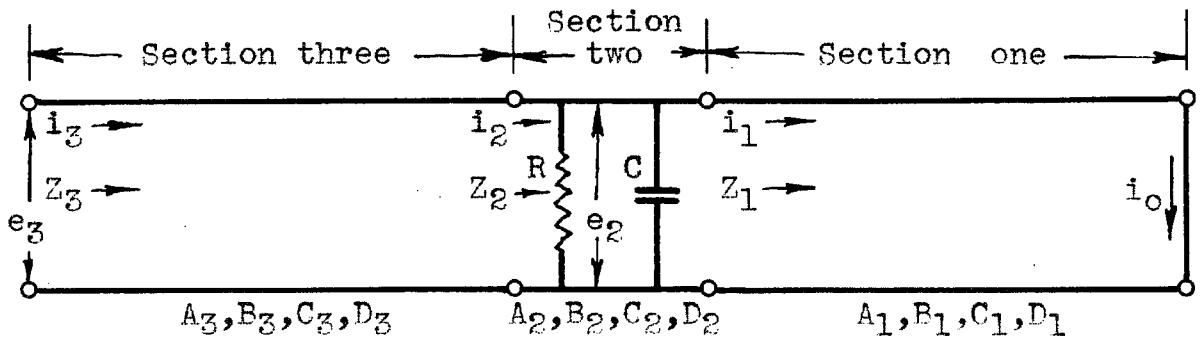 Section three
Section
two
Section one
i₃
i₂
i₁
R
C
Z₃
Z₂
Z₁
i₀
e₃
e₂
A₃,B₃,C₃,D₃
A₂,B₂,C₂,D₂
A₁,B₁,C₁,D₁